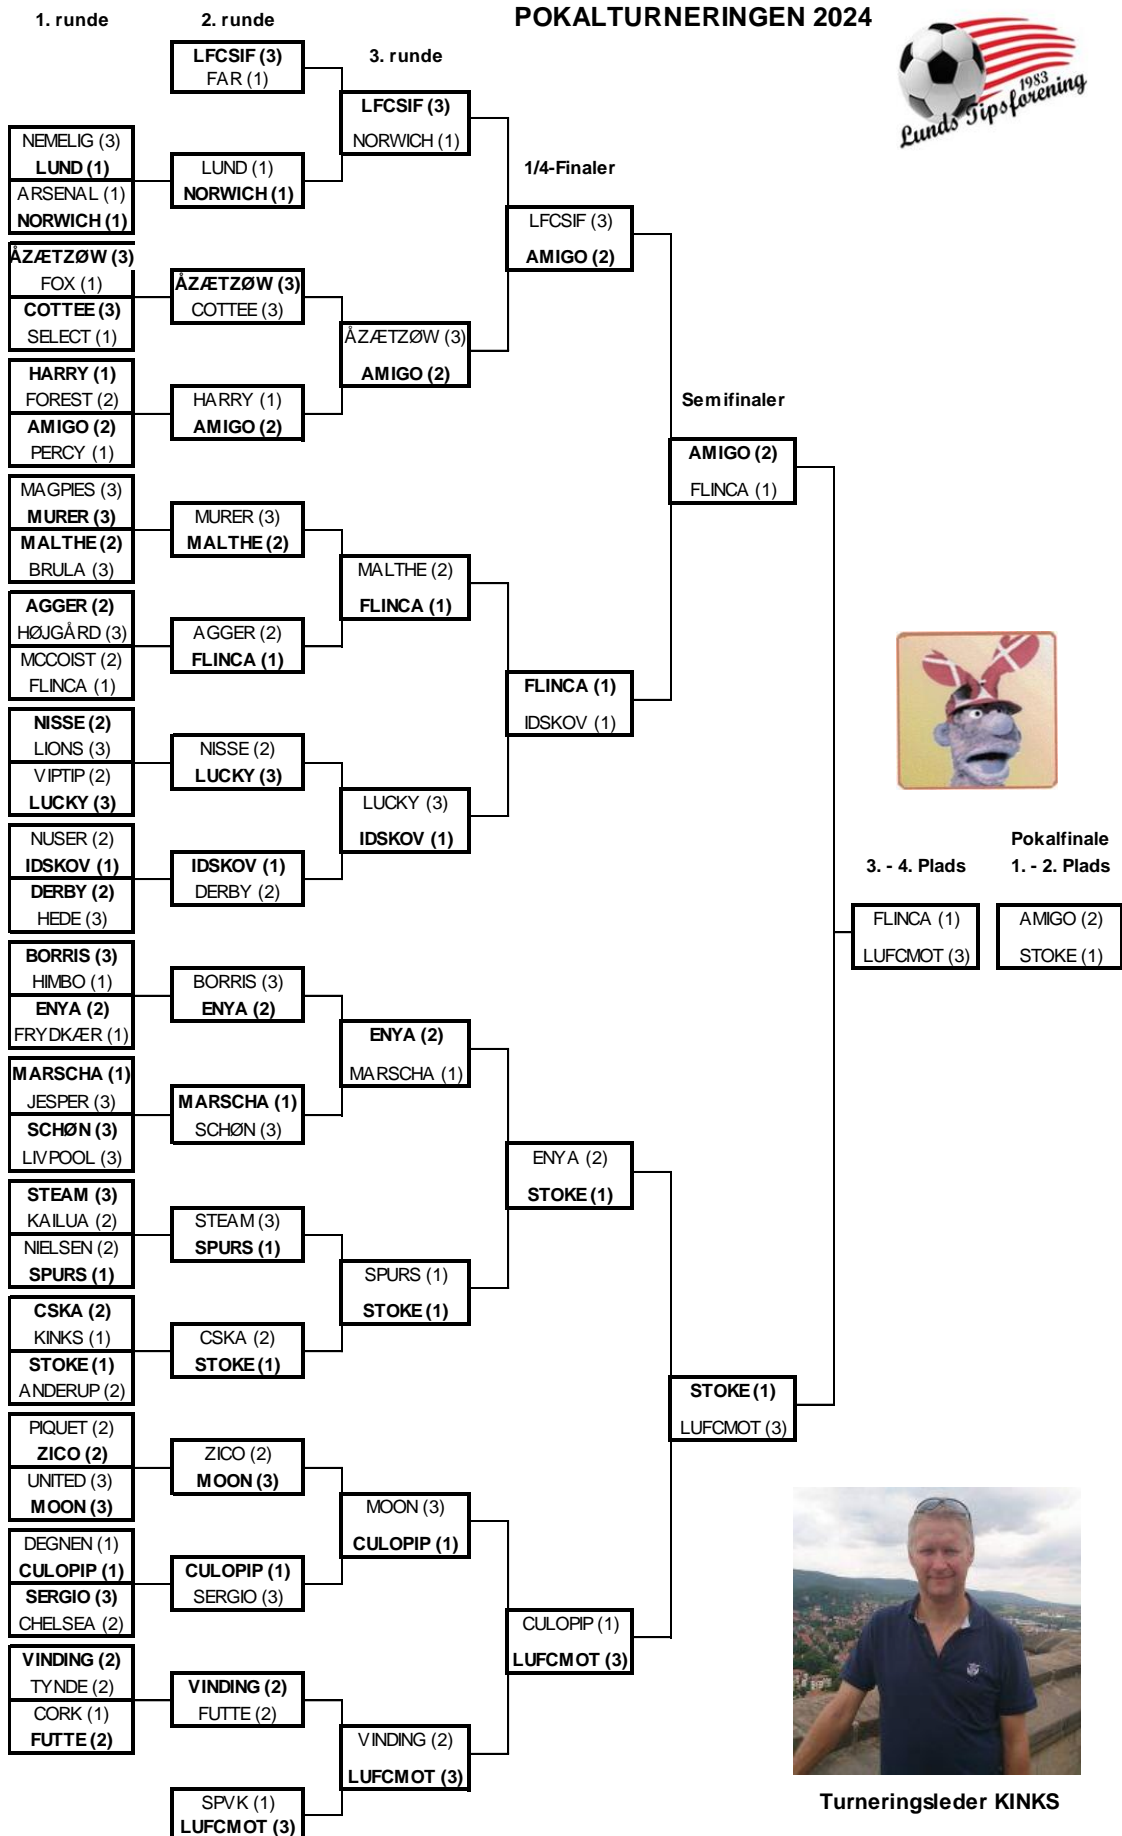 POKALTURNERINGEN 2024
1983
Lunds Tipsforening
1. runde
NEMELIG (3)
LUND (1)
ARSENAL (1)
NORWICH (1)
ÅZÆTZØW (3)
FOX (1)
COTTEE (3)
SELECT (1)
HARRY (1)
FOREST (2)
AMIGO (2)
PERCY (1)
MAGPIES (3)
MURER (3)
MALTHE (2)
BRULA (3)
AGGER (2)
HØJGÅRD (3)
MCCOIST (2)
FLINCA (1)
NISSE (2)
LIONS (3)
VIPTIP (2)
LUCKY (3)
NUSER (2)
IDSKOV (1)
DERBY (2)
HEDE (3)
BORRIS (3)
HIMBO (1)
ENYA (2)
FRYDKÆR (1)
MARSCHA (1)
JESPER (3)
SCHØN (3)
LIVPOOL (3)
STEAM (3)
KAILUA (2)
NIELSEN (2)
SPURS (1)
CSKA (2)
KINKS (1)
STOKE (1)
ANDERUP (2)
PIQUET (2)
ZICO (2)
UNITED (3)
MOON (3)
DEGNEN (1)
CULOPIP (1)
SERGIO (3)
CHELSEA (2)
VINDING (2)
TYNDE (2)
CORK (1)
FUTTE (2)
2. runde
LFCSIF (3)
FAR (1)
LUND (1)
NORWICH (1)
ÅZÆTZØW (3)
COTTEE (3)
HARRY (1)
AMIGO (2)
MURER (3)
MALTHE (2)
AGGER (2)
FLINCA (1)
NISSE (2)
LUCKY (3)
IDSKOV (1)
DERBY (2)
BORRIS (3)
ENYA (2)
MARSCHA (1)
SCHØN (3)
STEAM (3)
SPURS (1)
CSKA (2)
STOKE (1)
ZICO (2)
MOON (3)
CULOPIP (1)
SERGIO (3)
VINDING (2)
FUTTE (2)
SPVK (1)
LUFCMOT (3)
3. runde
LFCSIF (3)
NORWICH (1)
ÅZÆTZØW (3)
AMIGO (2)
MALTHE (2)
FLINCA (1)
LUCKY (3)
IDSKOV (1)
ENYA (2)
MARSCHA (1)
SPURS (1)
STOKE (1)
MOON (3)
CULOPIP (1)
VINDING (2)
LUFCMOT (3)
1/4-Finaler
LFCSIF (3)
AMIGO (2)
FLINCA (1)
IDSKOV (1)
ENYA (2)
STOKE (1)
CULOPIP (1)
LUFCMOT (3)
Semifinaler
AMIGO (2)
FLINCA (1)
STOKE (1)
LUFCMOT (3)
3. - 4. Plads
FLINCA (1)
LUFCMOT (3)
Pokalfinale
1. - 2. Plads
AMIGO (2)
STOKE (1)
Turneringsleder KINKS